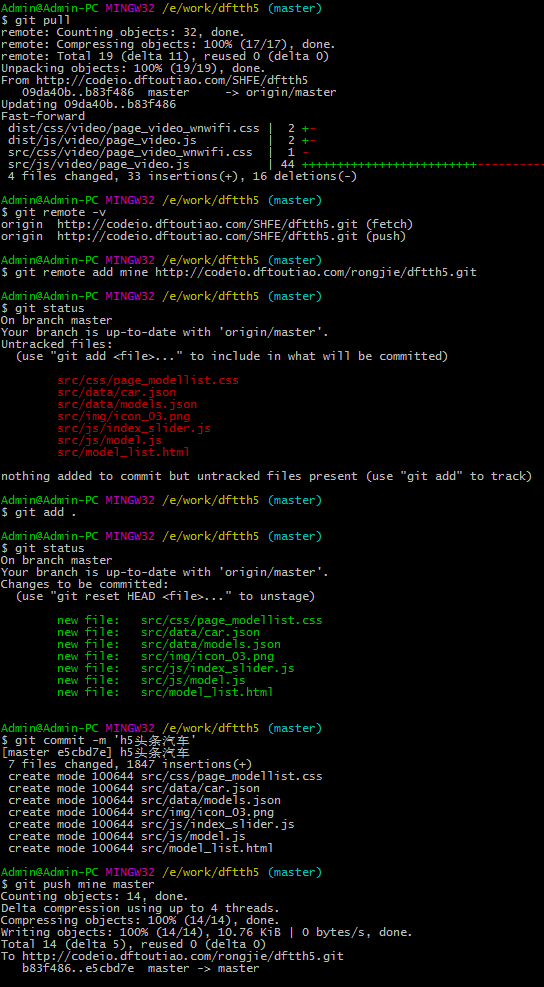 Admin@Admin-PC MINGW32 /e/work/dftth5 (master)
$ git pull
remote: Counting objects: 32, done.
remote: Compressing objects: 100% (17/17), done.
remote: Total 19 (delta 11), reused 0 (delta 0)
Unpacking objects: 100% (19/19), done.
From http://codeio.dftoutiao.com/SHFE/dftth5
   09da40b..b83f486  master     -> origin/master
Updating 09da40b..b83f486
Fast-forward
 dist/css/video/page_video_wnwifi.css |  2 +-
 dist/js/video/page_video.js          |  2 +-
 src/css/video/page_video_wnwifi.css  |  1 -
 src/js/video/page_video.js           | 44 +++++++++++++++++++++++++----------
 4 files changed, 33 insertions(+), 16 deletions(-)
Admin@Admin-PC MINGW32 /e/work/dftth5 (master)
$ git remote -v
origin  http://codeio.dftoutiao.com/SHFE/dftth5.git (fetch)
origin  http://codeio.dftoutiao.com/SHFE/dftth5.git (push)
Admin@Admin-PC MINGW32 /e/work/dftth5 (master)
$ git remote add mine http://codeio.dftoutiao.com/rongjie/dftth5.git
Admin@Admin-PC MINGW32 /e/work/dftth5 (master)
$ git status
On branch master
Your branch is up-to-date with 'origin/master'.
Untracked files:
  (use "git add <file>..." to include in what will be committed)
        src/css/page_modellist.css
        src/data/car.json
        src/data/models.json
        src/img/icon_03.png
        src/js/index_slider.js
        src/js/model.js
        src/model_list.html
nothing added to commit but untracked files present (use "git add" to track)
Admin@Admin-PC MINGW32 /e/work/dftth5 (master)
$ git add .
Admin@Admin-PC MINGW32 /e/work/dftth5 (master)
$ git status
On branch master
Your branch is up-to-date with 'origin/master'.
Changes to be committed:
  (use "git reset HEAD <file>..." to unstage)
        new file:   src/css/page_modellist.css
        new file:   src/data/car.json
        new file:   src/data/models.json
        new file:   src/img/icon_03.png
        new file:   src/js/index_slider.js
        new file:   src/js/model.js
        new file:   src/model_list.html
Admin@Admin-PC MINGW32 /e/work/dftth5 (master)
$ git commit -m 'h5头条汽车'
[master e5cbd7e] h5头条汽车
 7 files changed, 1847 insertions(+)
 create mode 100644 src/css/page_modellist.css
 create mode 100644 src/data/car.json
 create mode 100644 src/data/models.json
 create mode 100644 src/img/icon_03.png
 create mode 100644 src/js/index_slider.js
 create mode 100644 src/js/model.js
 create mode 100644 src/model_list.html
Admin@Admin-PC MINGW32 /e/work/dftth5 (master)
$ git push mine master
Counting objects: 14, done.
Delta compression using up to 4 threads.
Compressing objects: 100% (14/14), done.
Writing objects: 100% (14/14), 10.76 KiB | 0 bytes/s, done.
Total 14 (delta 5), reused 0 (delta 0)
To http://codeio.dftoutiao.com/rongjie/dftth5.git
   b83f486..e5cbd7e  master -> master